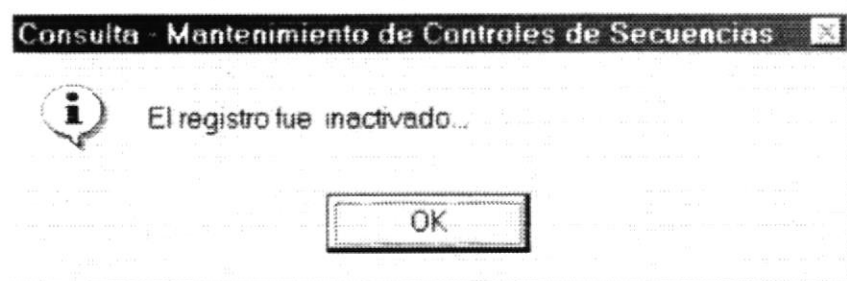 Consulta - Mantenimiento de Controles de Secuencias
El registro fue inactivado...
OK